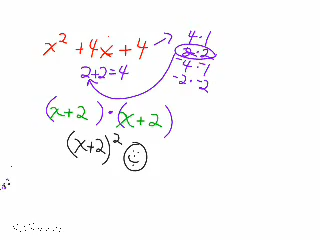 x² + 4x + 4
4 · 1
2 · 2
-4 · -1
-2 · -2
2+2=4
(x+2) · (x+2)
(x+2)²